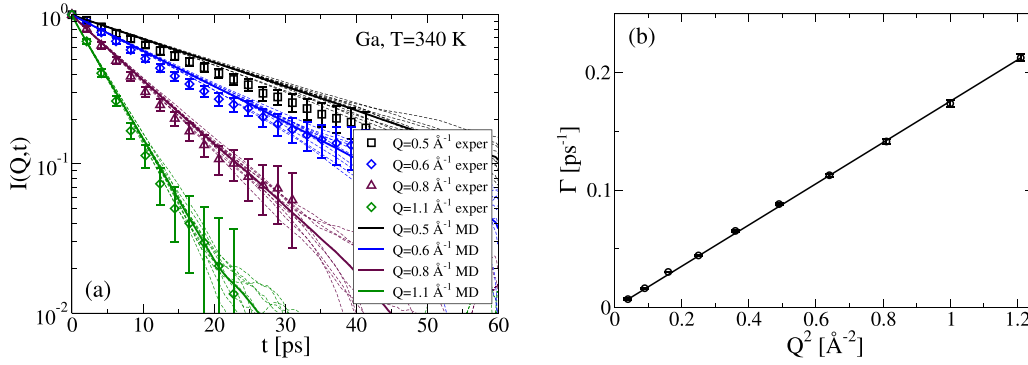 10⁰
10⁻¹
10⁻²
I(Q,t)
Ga, T=340 K
Q=0.5 Å⁻¹ exper
Q=0.6 Å⁻¹ exper
Q=0.8 Å⁻¹ exper
Q=1.1 Å⁻¹ exper
Q=0.5 Å⁻¹ MD
Q=0.6 Å⁻¹ MD
Q=0.8 Å⁻¹ MD
Q=1.1 Å⁻¹ MD
(a)
0 10 20 30 40 50 60
t [ps]
(b)
0.2
0.1
0
Γ [ps⁻¹]
0 0.2 0.4 0.6 0.8 1 1.2
Q² [Å⁻²]